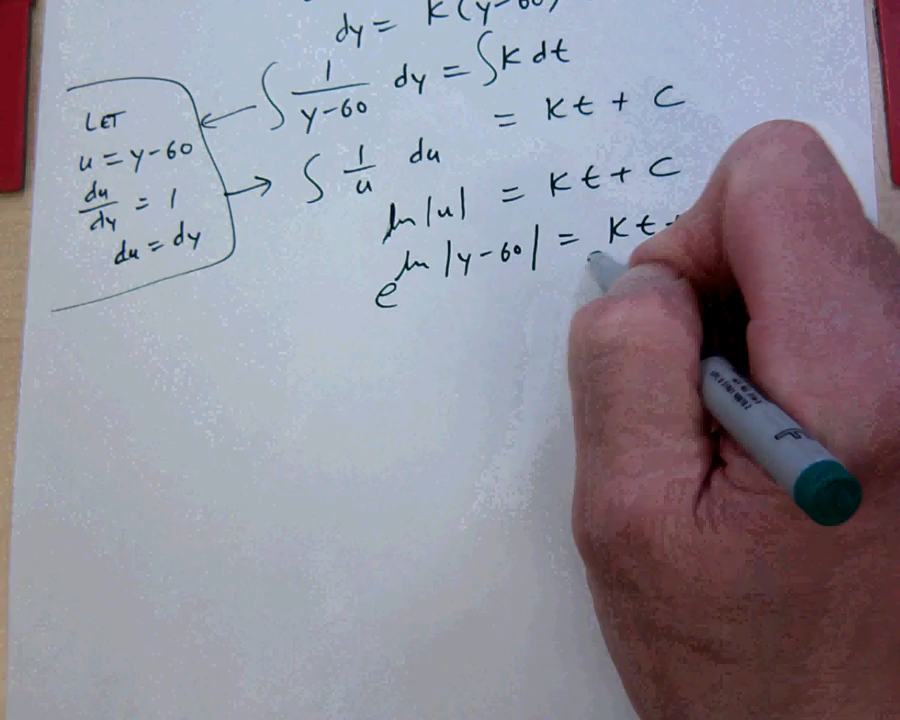 dy = K(y-60)
∫ 1/(y-60) dy = ∫ K dt
= Kt + C
LET
u = y-60
du/dy = 1
du = dy
∫ 1/u du
ln|u| = Kt + C
e^ln|y-60| = Kt